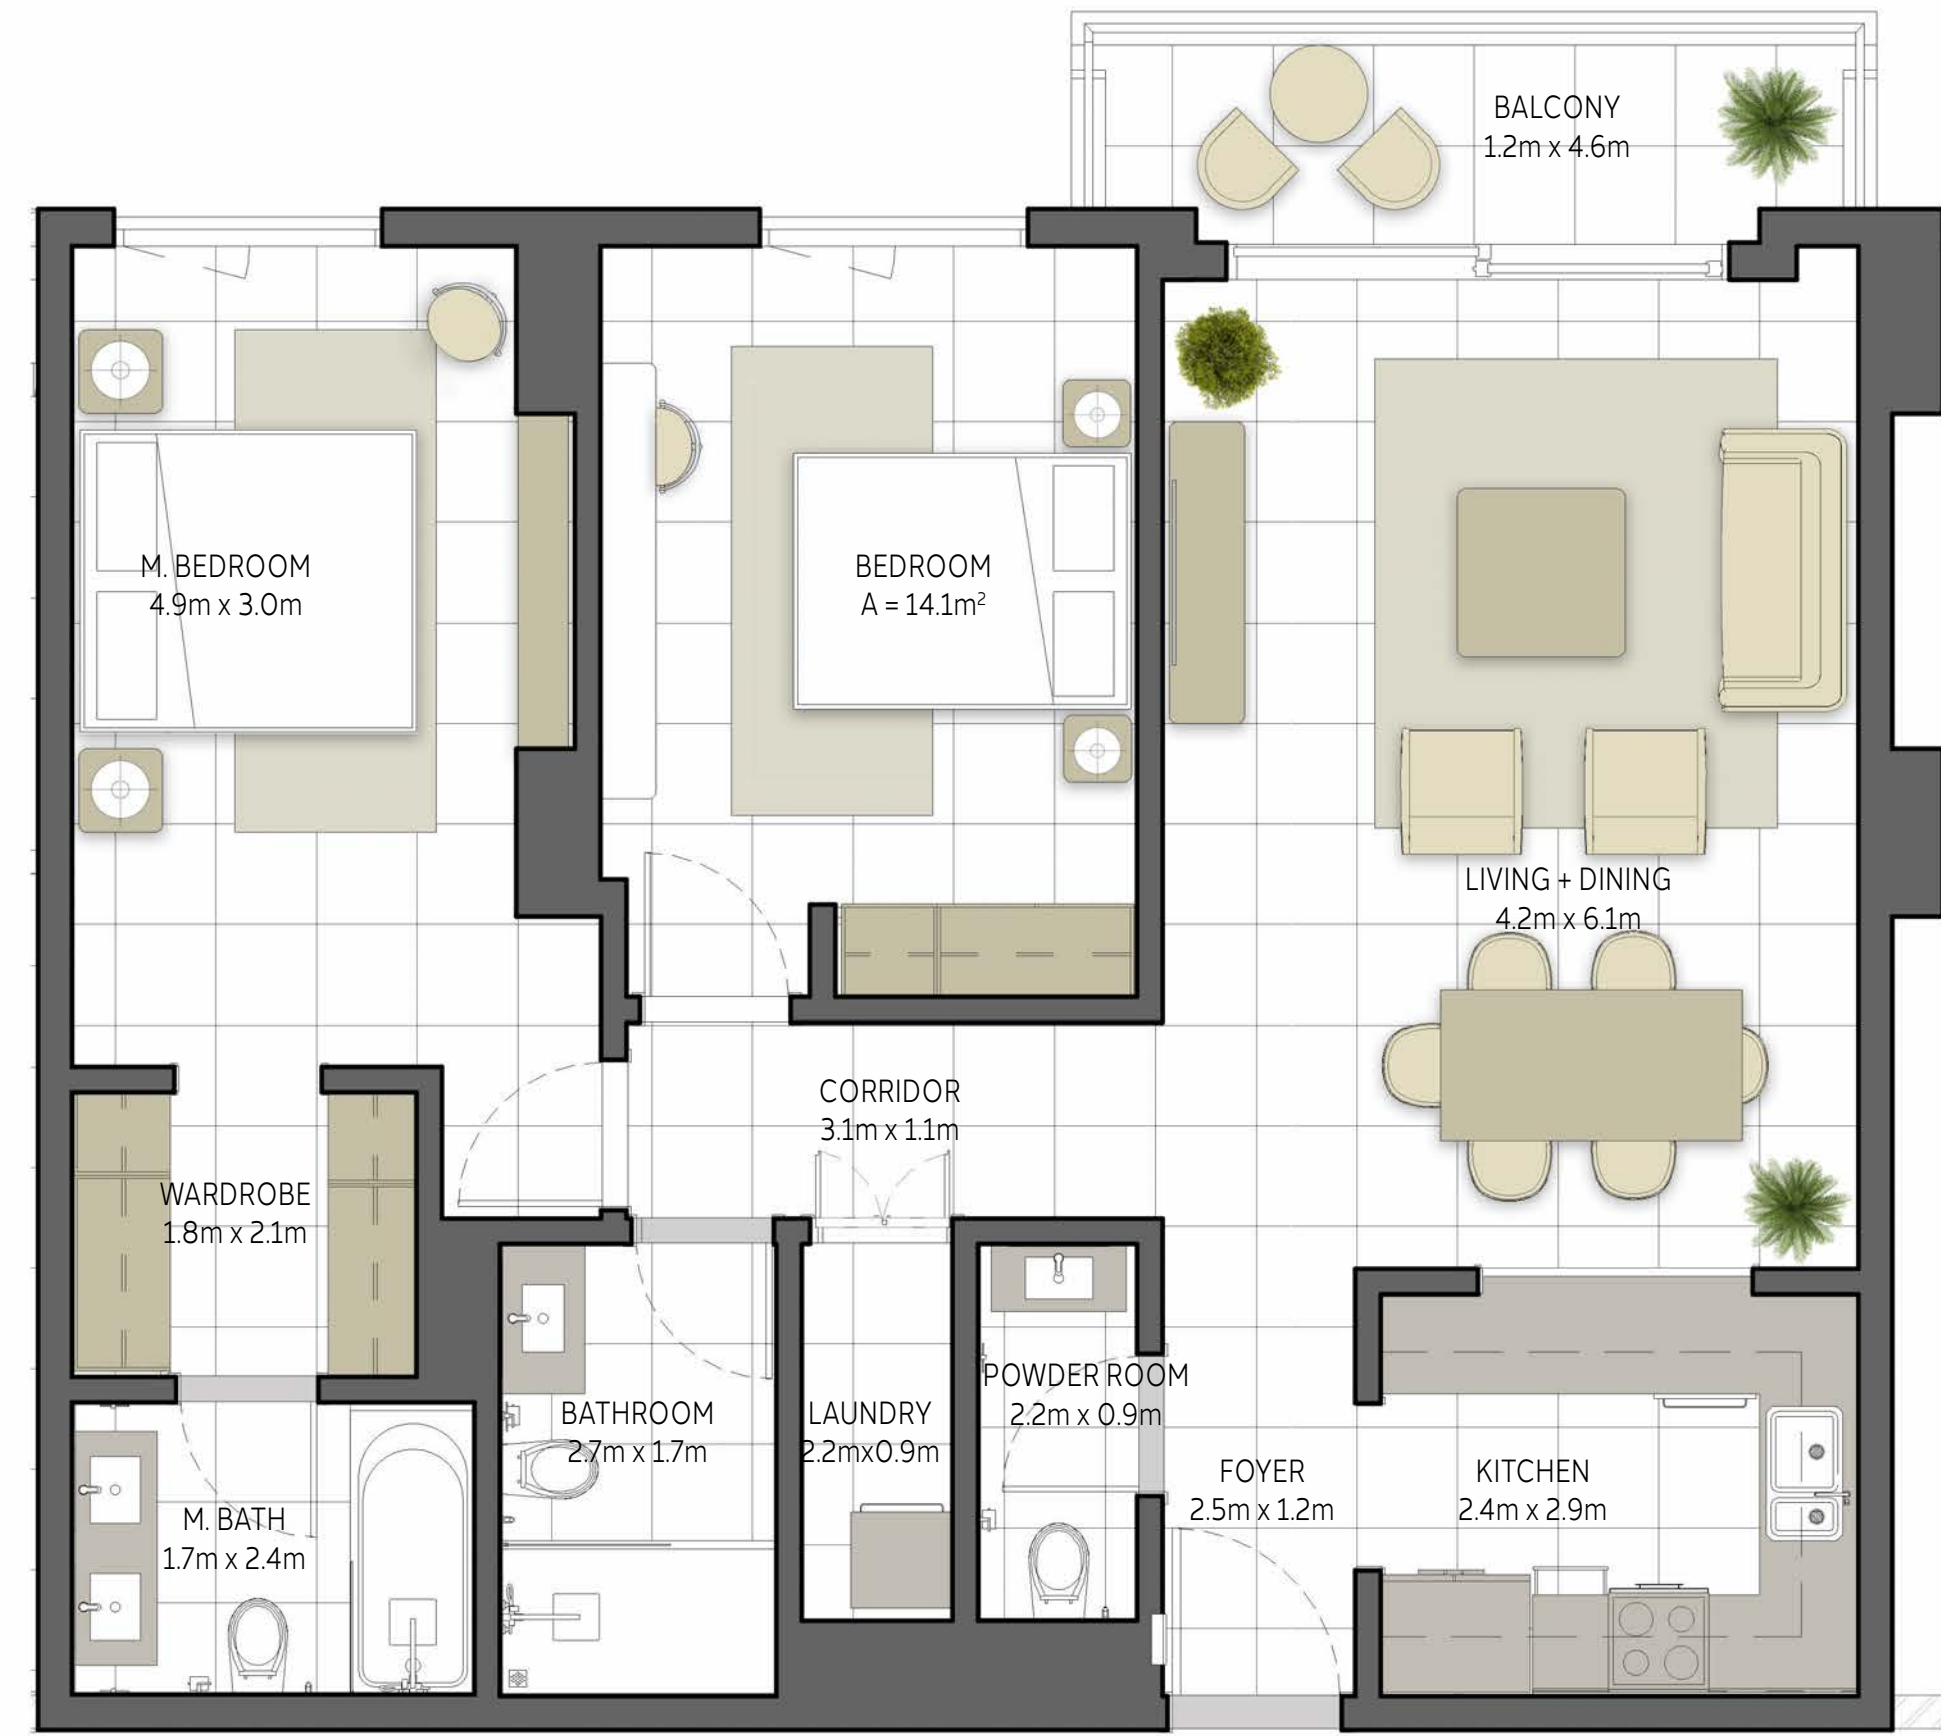 BALCONY
1.2m x 4.6m
M. BEDROOM
4.9m x 3.0m
BEDROOM
A = 14.1m²
LIVING + DINING
4.2m x 6.1m
CORRIDOR
3.1m x 1.1m
WARDROBE
1.8m x 2.1m
POWDER ROOM
2.2m x 0.9m
BATHROOM
2.7m x 1.7m
LAUNDRY
2.2mx0.9m
FOYER
2.5m x 1.2m
KITCHEN
2.4m x 2.9m
M. BATH
1.7m x 2.4m